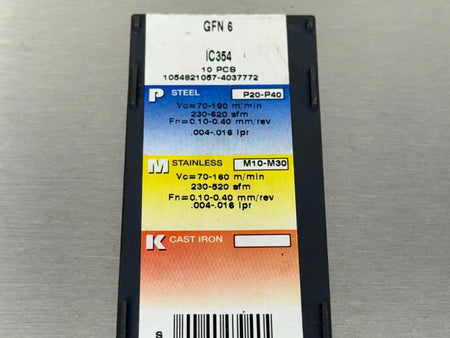 GFN 6
IC354
10 PCS
1054821057-4037772
P STEEL P20-P40
Vc=70-190 m/min
230-620 sfm
Fn=0,10-0.40 mm/rev
.004-.016 ipr
M STAINLESS M10-M30
Vc=70-160 m/min
230-520 sfm
Fn=0,10-0.40 mm/rev
.004-.016 ipr
K CAST IRON
S